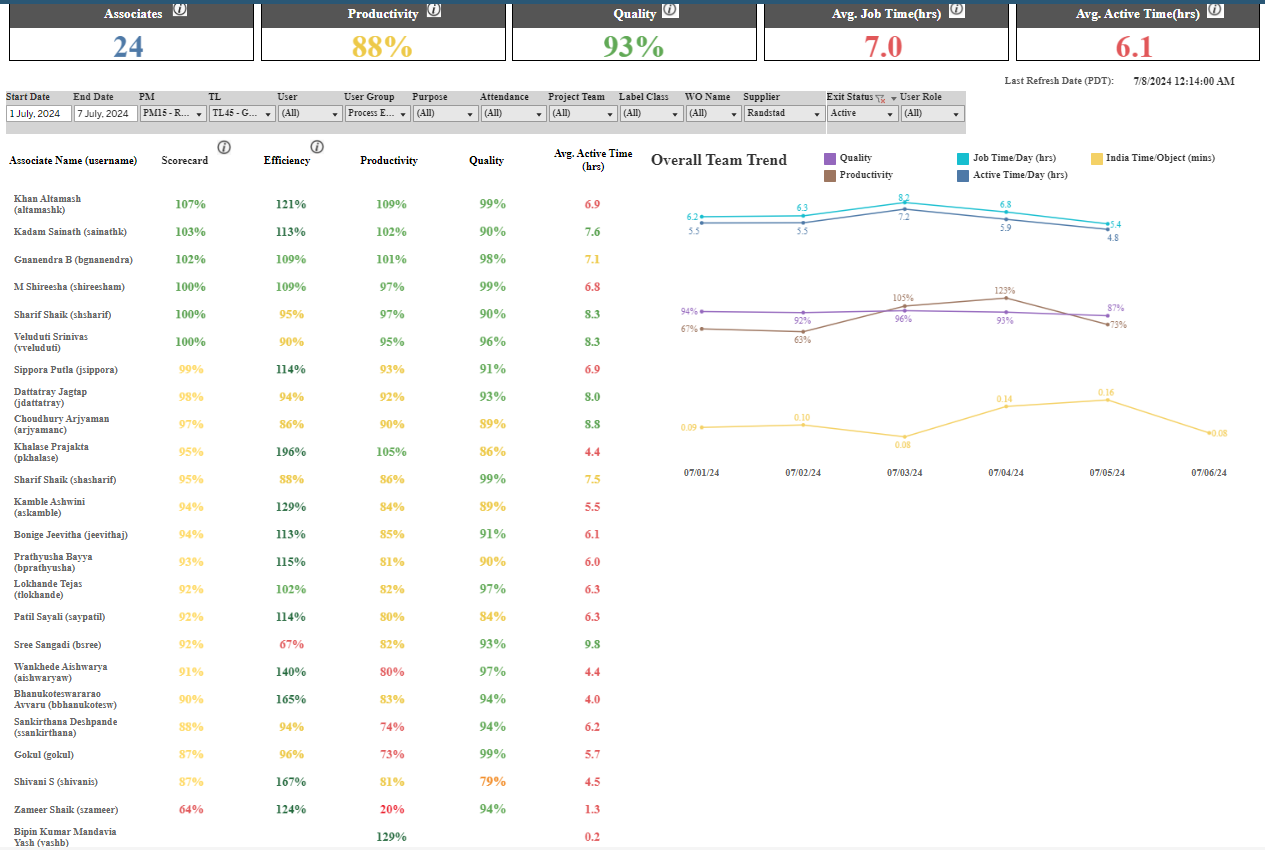 Associates Productivity Quality Avg. Job Time(hrs) Avg. Active Time(hrs)
24 88% 93% 7.0 6.1
Last Refresh Date (PDT): 7/8/2024 12:14:00 AM
Start Date End Date PM TL User User Group Purpose Attendance Project Team Label Class WO Name Supplier Exit Status User Role
1 July, 2024 7 July, 2024 PM15 - R... TL45 - G... (All) Process E... (All) (All) (All) (All) (All) Randstad Active (All)
Associate Name (username) Scorecard Efficiency Productivity Quality Avg. Active Time
(hrs)
Khan Altamash
(altamashk) 107% 121% 109% 99% 6.9
Kadam Sainath (sainathk) 103% 113% 102% 90% 7.6
Gnanendra B (bgnanendra) 102% 109% 101% 98% 7.1
M Shireesha (shireesham) 100% 109% 97% 99% 6.8
Sharif Shaik (shsharif) 100% 95% 97% 90% 8.3
Veluduti Srinivas
(vveluduti) 100% 90% 95% 96% 8.3
Sippora Putla (jsippora) 99% 114% 93% 91% 6.9
Dattatray Jagtap
(jdattatray) 98% 94% 92% 93% 8.0
Choudhury Arjyaman
(arjyamanc) 97% 86% 90% 89% 8.8
Khalase Prajakta
(pkhalase) 95% 196% 105% 86% 4.4
Sharif Shaik (shasharif) 95% 88% 86% 99% 7.5
Kamble Ashwini
(askamble) 94% 129% 84% 89% 5.5
Bonige Jeevitha (jeevithaj) 94% 113% 85% 91% 6.1
Prathyusha Bayya
(bprathyusha) 93% 115% 81% 90% 6.0
Lokhande Tejas
(tlokhande) 92% 102% 82% 97% 6.3
Patil Sayali (saypatil) 92% 114% 80% 84% 6.3
Sree Sangadi (bsree) 92% 67% 82% 93% 9.8
Wankhede Aishwarya
(aishwaryaw) 91% 140% 80% 97% 4.4
Bhanukoteswararao
Avvaru (bbhanukotesw) 90% 165% 83% 94% 4.0
Sankirthana Deshpande
(ssankirthana) 88% 94% 74% 94% 6.2
Gokul (gokul) 87% 96% 73% 99% 5.7
Shivani S (shivanis) 87% 167% 81% 79% 4.5
Zameer Shaik (szameer) 64% 124% 20% 94% 1.3
Bipin Kumar Mandavia
Yash (yashb) 129% 0.2
Overall Team Trend
Quality Job Time/Day (hrs) India Time/Object (mins)
Productivity Active Time/Day (hrs)
6.2 6.3 8.2 6.8 5.4
5.5 5.5 7.2 5.9 4.8
94% 92% 96% 93% 87%
67% 63% 105% 123% 73%
0.09 0.10 0.08 0.14 0.16 0.08
07/01/24 07/02/24 07/03/24 07/04/24 07/05/24 07/06/24